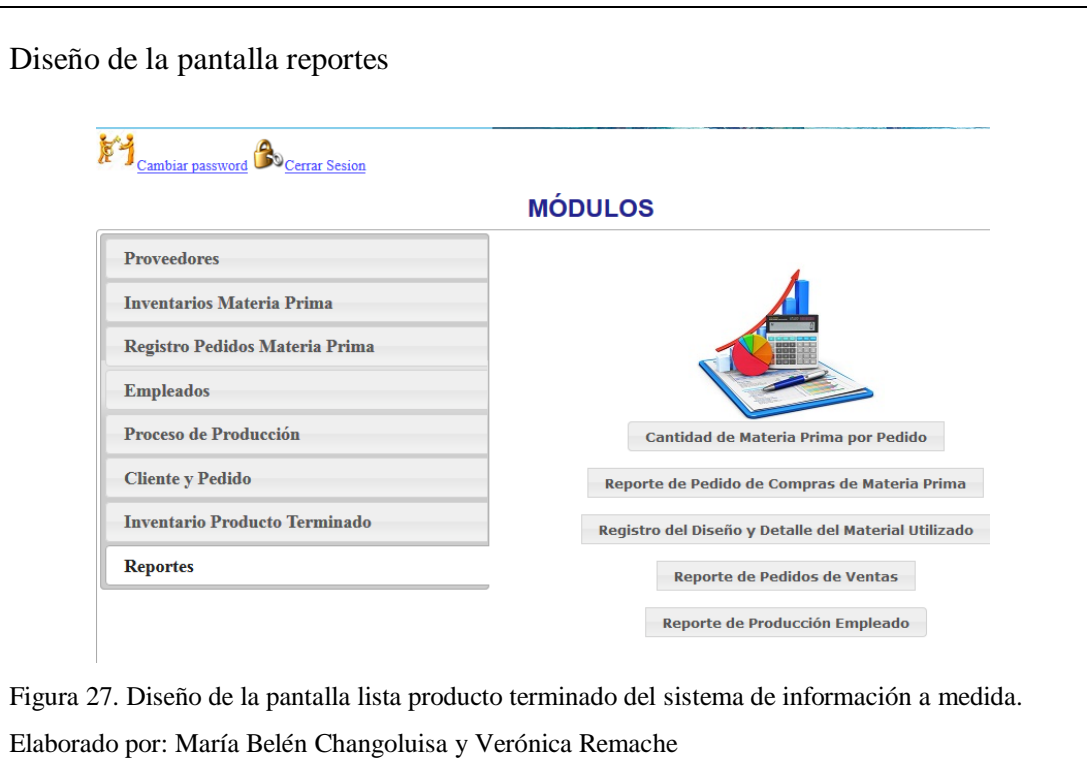 Diseño de la pantalla reportes
Cambiar password Cerrar Sesion
MÓDULOS
Proveedores
Inventarios Materia Prima
Registro Pedidos Materia Prima
Empleados
Proceso de Producción
Cliente y Pedido
Inventario Producto Terminado
Reportes
Cantidad de Materia Prima por Pedido
Reporte de Pedido de Compras de Materia Prima
Registro del Diseño y Detalle del Material Utilizado
Reporte de Pedidos de Ventas
Reporte de Producción Empleado
Figura 27. Diseño de la pantalla lista producto terminado del sistema de información a medida.
Elaborado por: María Belén Changoluisa y Verónica Remache